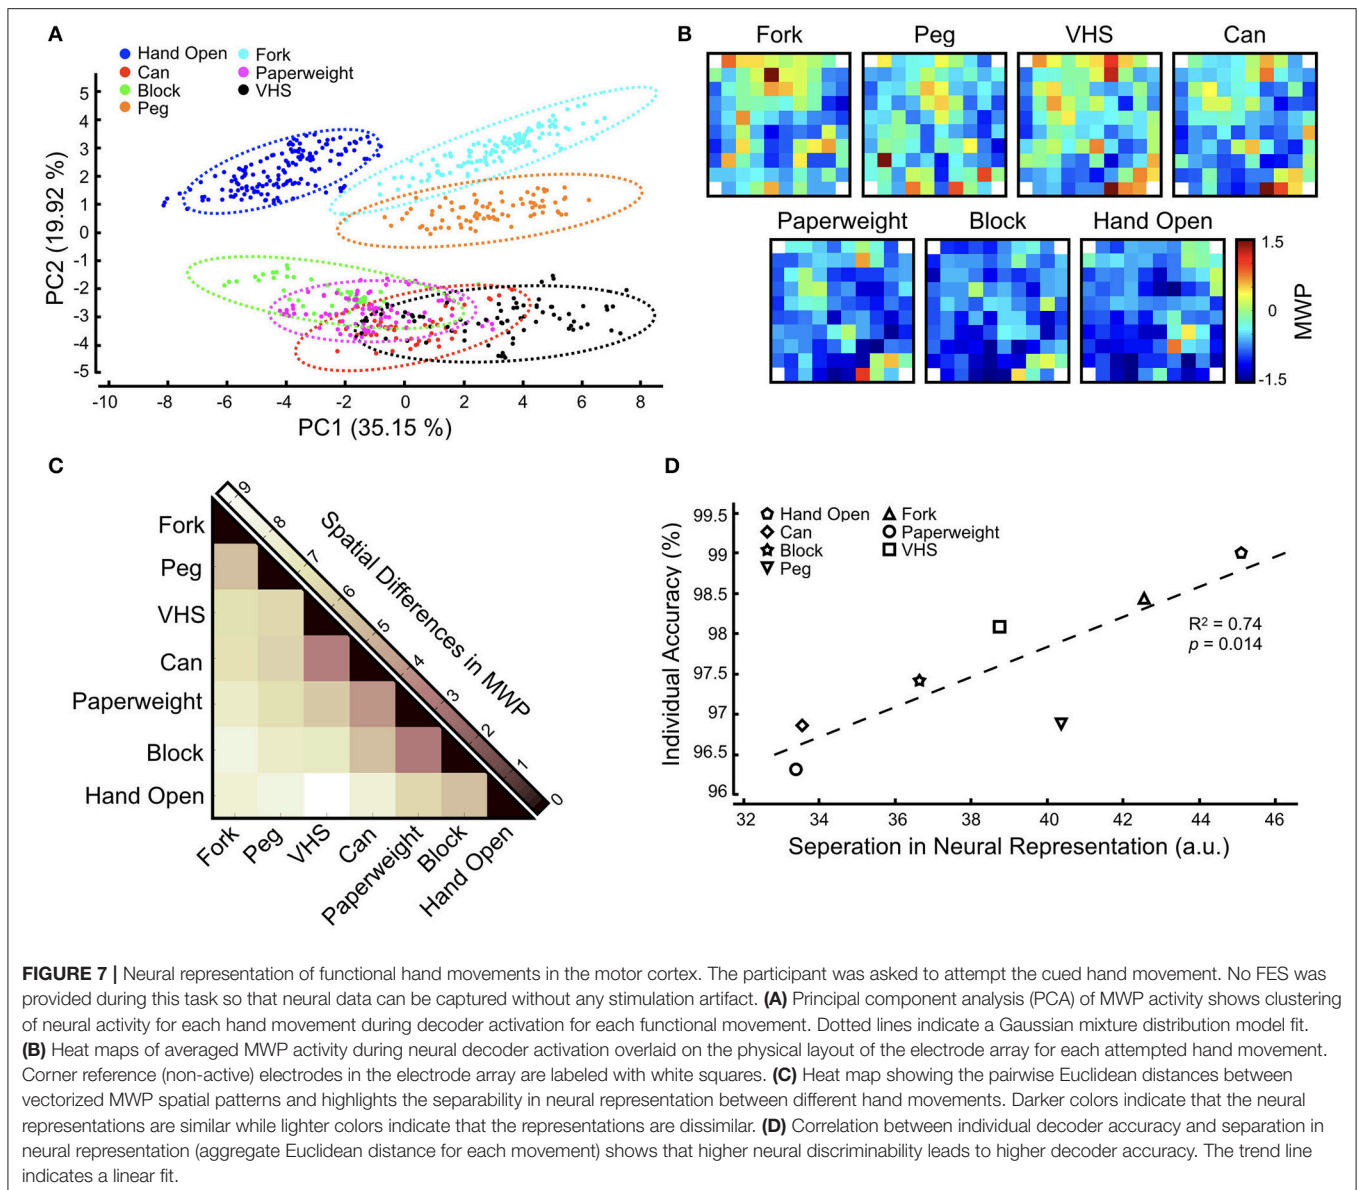 A
Hand Open
Can
Block
Peg
Fork
Paperweight
VHS
5
4
3
2
1
0
-1
-2
-3
-4
-5
PC2 (19.92 %)
-10 -8 -6 -4 -2 0 2 4 6 8
PC1 (35.15 %)
B
Fork Peg VHS Can
Paperweight Block Hand Open
1.5
0
-1.5
MWP
C
Fork
Peg
VHS
Can
Paperweight
Block
Hand Open
Fork Peg VHS Can Paperweight Block Hand Open
9 8 7 6 5 4 3 2 1 0
Spatial Differences in MWP
D
Hand Open
Can
Block
Peg
Fork
Paperweight
VHS
99.5
99
98.5
98
97.5
97
96.5
96
Individual Accuracy (%)
R² = 0.74
p = 0.014
32 34 36 38 40 42 44 46
Seperation in Neural Representation (a.u.)
FIGURE 7 | Neural representation of functional hand movements in the motor cortex. The participant was asked to attempt the cued hand movement. No FES was
provided during this task so that neural data can be captured without any stimulation artifact. (A) Principal component analysis (PCA) of MWP activity shows clustering
of neural activity for each hand movement during decoder activation for each functional movement. Dotted lines indicate a Gaussian mixture distribution model fit.
(B) Heat maps of averaged MWP activity during neural decoder activation overlaid on the physical layout of the electrode array for each attempted hand movement.
Corner reference (non-active) electrodes in the electrode array are labeled with white squares. (C) Heat map showing the pairwise Euclidean distances between
vectorized MWP spatial patterns and highlights the separability in neural representation between different hand movements. Darker colors indicate that the neural
representations are similar while lighter colors indicate that the representations are dissimilar. (D) Correlation between individual decoder accuracy and separation in
neural representation (aggregate Euclidean distance for each movement) shows that higher neural discriminability leads to higher decoder accuracy. The trend line
indicates a linear fit.